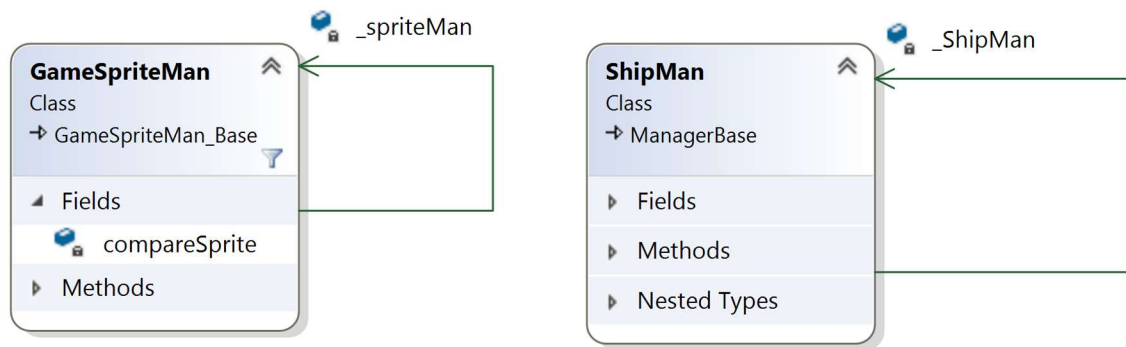 _spriteMan
GameSpriteMan
Class
GameSpriteMan_Base
Fields
compareSprite
Methods
_ShipMan
ShipMan
Class
ManagerBase
Fields
Methods
Nested Types